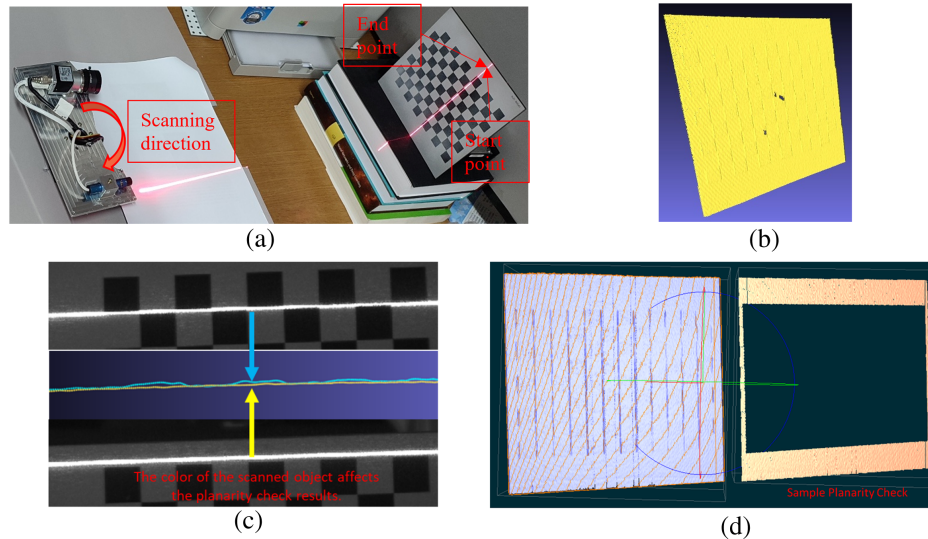 End
point
Scanning
direction
Start
point
(a)
(b)
The color of the scanned object affects
the planarity check results.
(c)
Sample Planarity Check
(d)